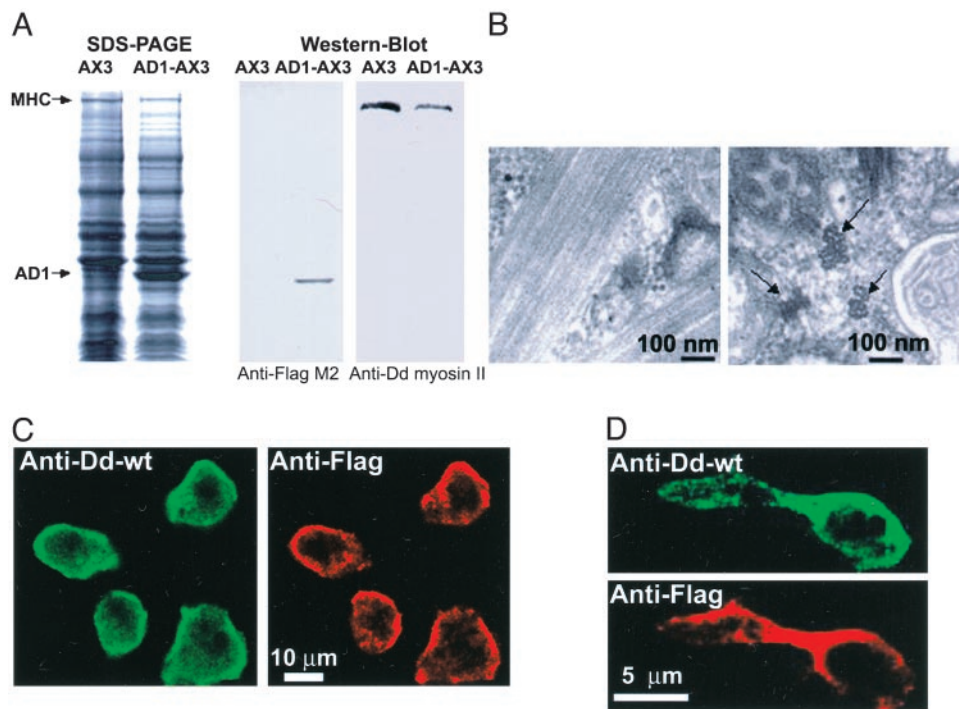 A
SDS-PAGE
AX3 AD1-AX3
MHC
AD1
Western-Blot
AX3 AD1-AX3 AX3 AD1-AX3
Anti-Flag M2 Anti-Dd myosin II
B
100 nm
100 nm
C
Anti-Dd-wt
Anti-Flag
10 μm
D
Anti-Dd-wt
Anti-Flag
5 μm